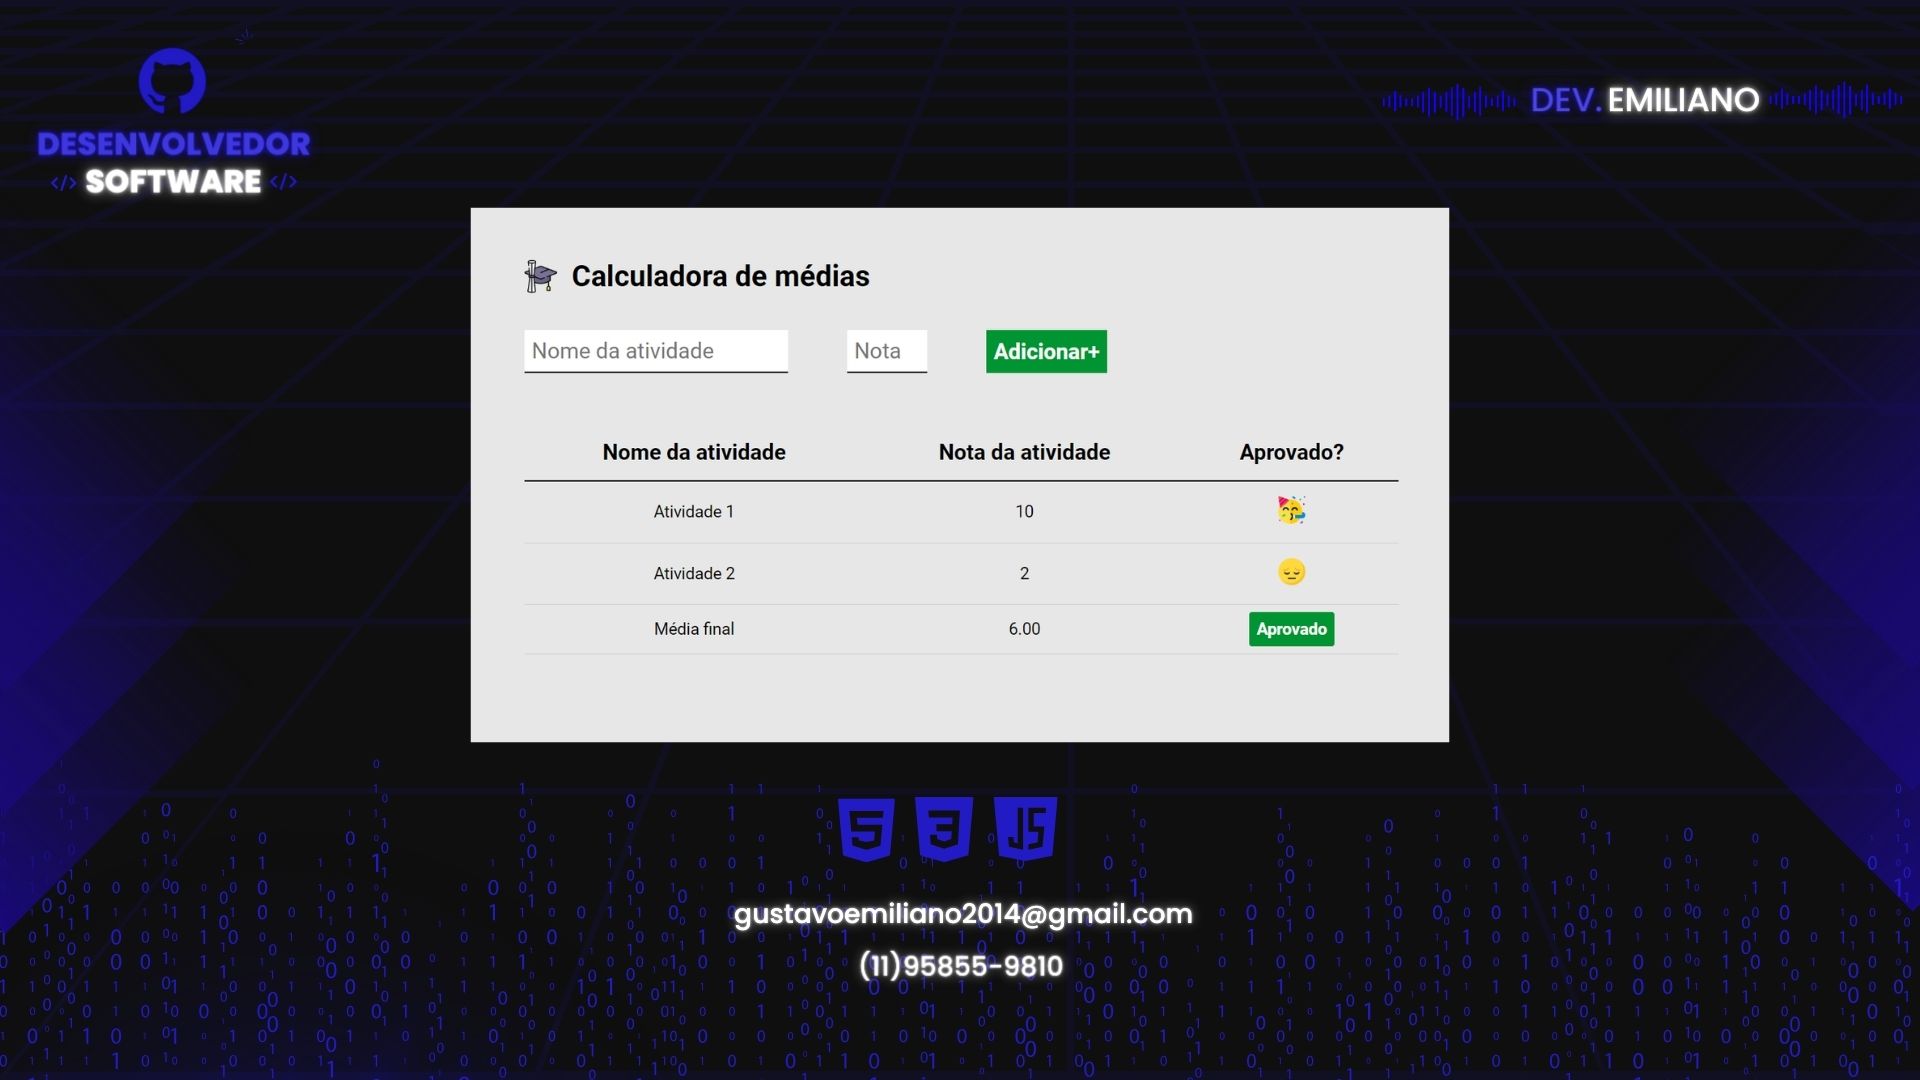 DESENVOLVEDOR
</> SOFTWARE </>
DEV. EMILIANO
Calculadora de médias
Nome da atividade Nota Adicionar+
Nome da atividade Nota da atividade Aprovado?
Atividade 1 10
Atividade 2 2
Média final 6.00 Aprovado
5 3 JS
gustavoemiliano2014@gmail.com
(11)95855-9810